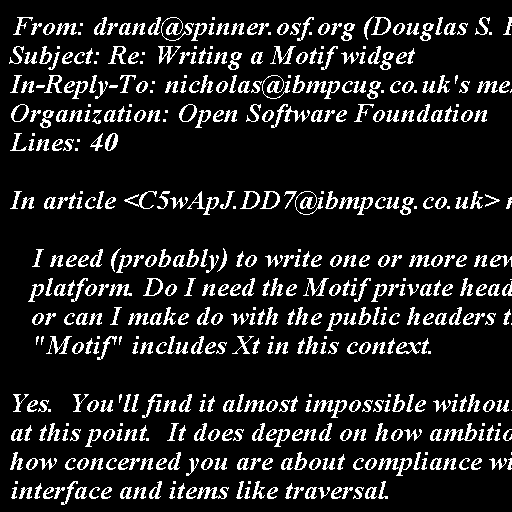 From: drand@spinner.osf.org (Douglas S.
Subject: Re: Writing a Motif widget
In-Reply-To: nicholas@ibmpcug.co.uk's
Organization: Open Software Foundation
Lines: 40
In article <C5wApJ.DD7@ibmpcug.co.uk>
I need (probably) to write one or more new
platform. Do I need the Motif private
or can I make do with the public headers
"Motif" includes Xt in this context.
Yes. You'll find it almost impossible
at this point. It does depend on how
how concerned you are about compliance
interface and items like traversal.